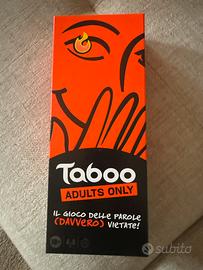 Taboo
ADULTS ONLY
IL GIOCO DELLE PAROLE
(DAVVERO) VIETATE!
subito